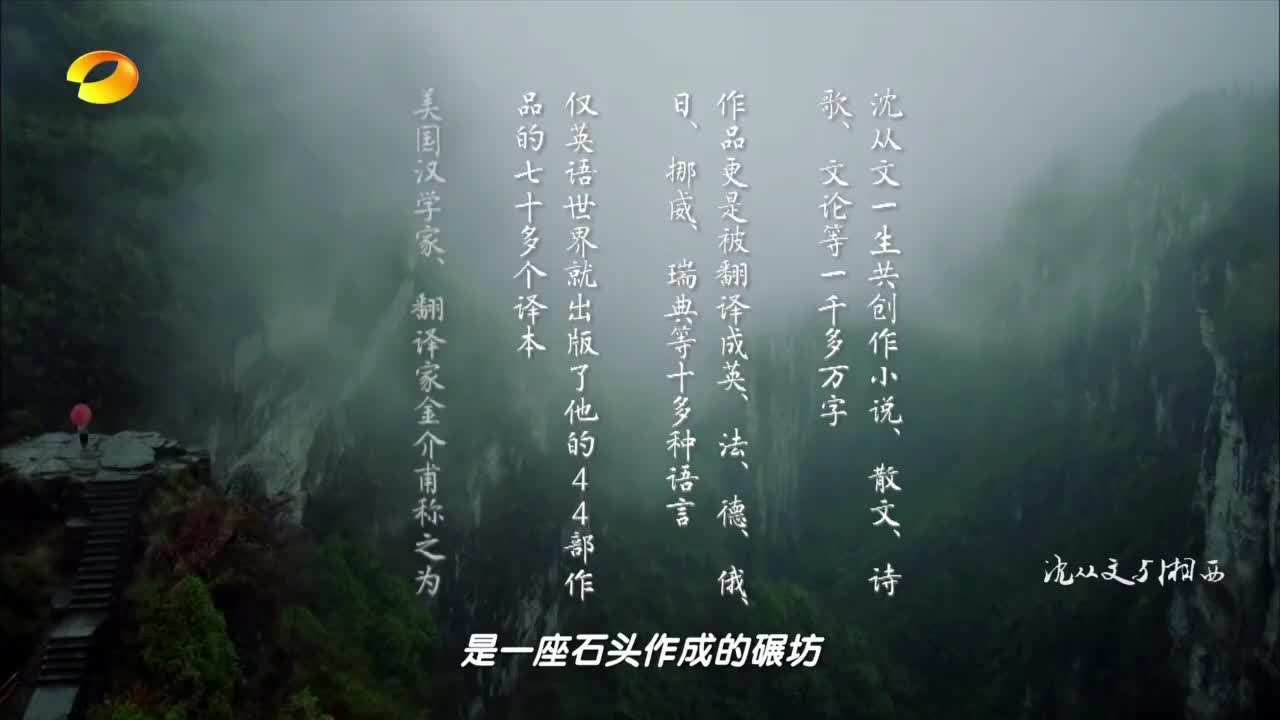 沈从文一生共创作小说、散文、诗
歌、文论等一千多万字
作品更是被翻译成英、法、德、俄、
日、挪威、瑞典等十多种语言
仅英语世界就出版了他的44部作
品的七十多个译本
美国汉学家、翻译家金介甫称之为
沈从文与湘西
是一座石头作成的碾坊